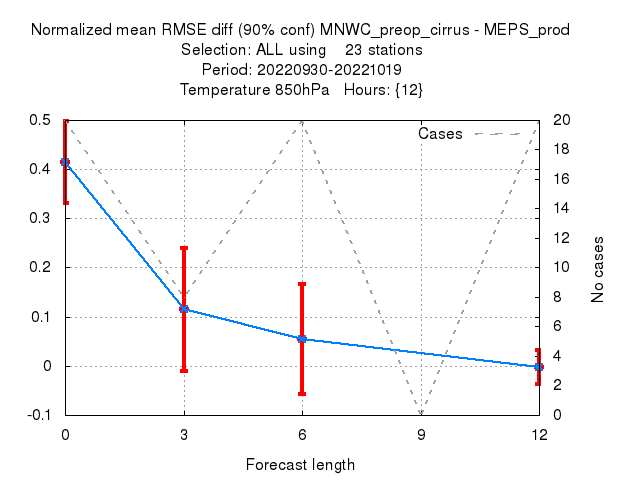 Normalized mean RMSE diff (90% conf) MNWC_preop_cirrus - MEPS_prod
Selection: ALL using 23 stations
Period: 20220930-20221019
Temperature 850hPa Hours: {12}
Cases
0.5
0.4
0.3
0.2
0.1
0
-0.1
20
18
16
14
12
10
8
6
4
2
0
No cases
0 3 6 9 12
Forecast length